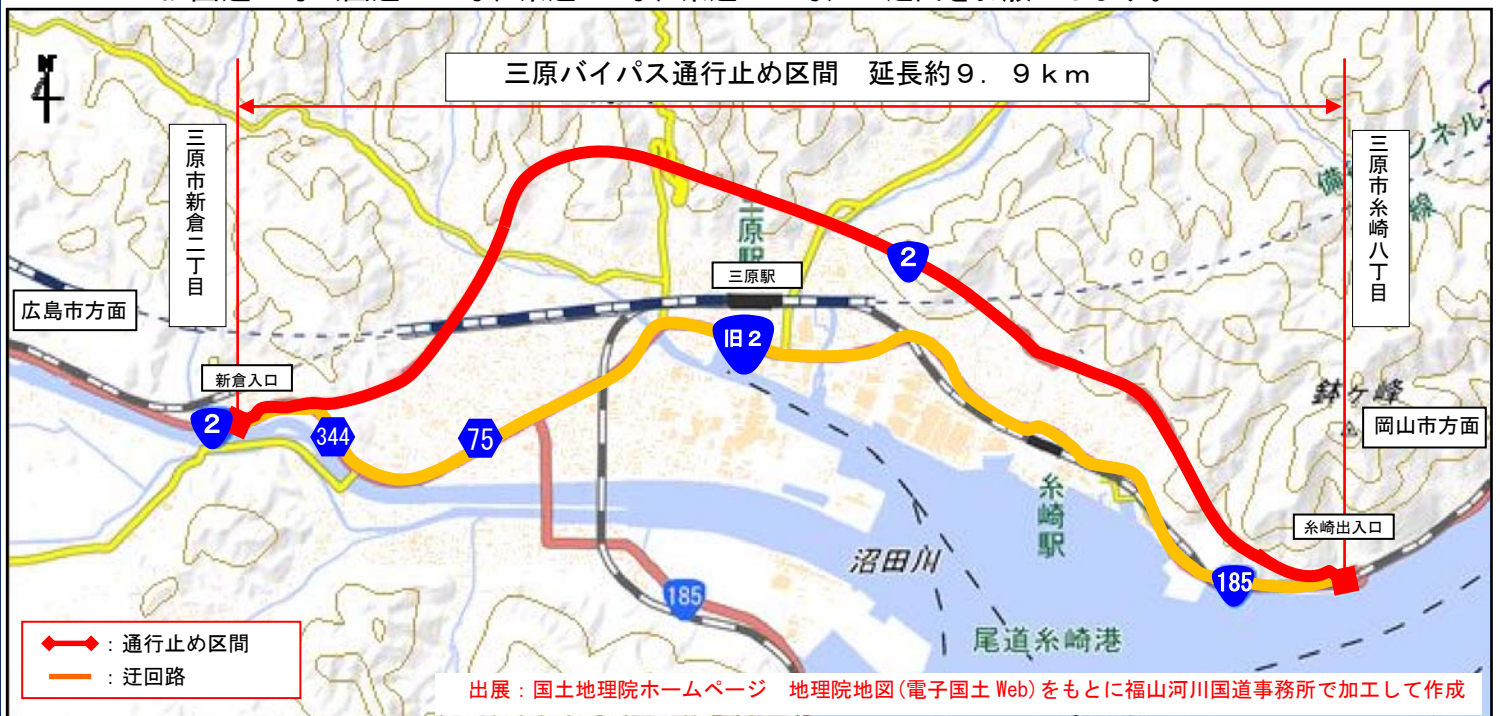 三原バイパス通行止め区間 延長約9.9km
三原市新倉二丁目
三原市糸崎八丁目
広島市方面
三原駅
三原駅
2
新倉入口
2
344
75
旧2
鉢ヶ峰
岡山市方面
糸崎駅
糸崎出入口
沼田川
185
185
尾道糸崎港
:通行止め区間
:迂回路
出展:国土地理院ホームページ 地理院地図(電子国土Web)をもとに福山河川国道事務所で加工して作成